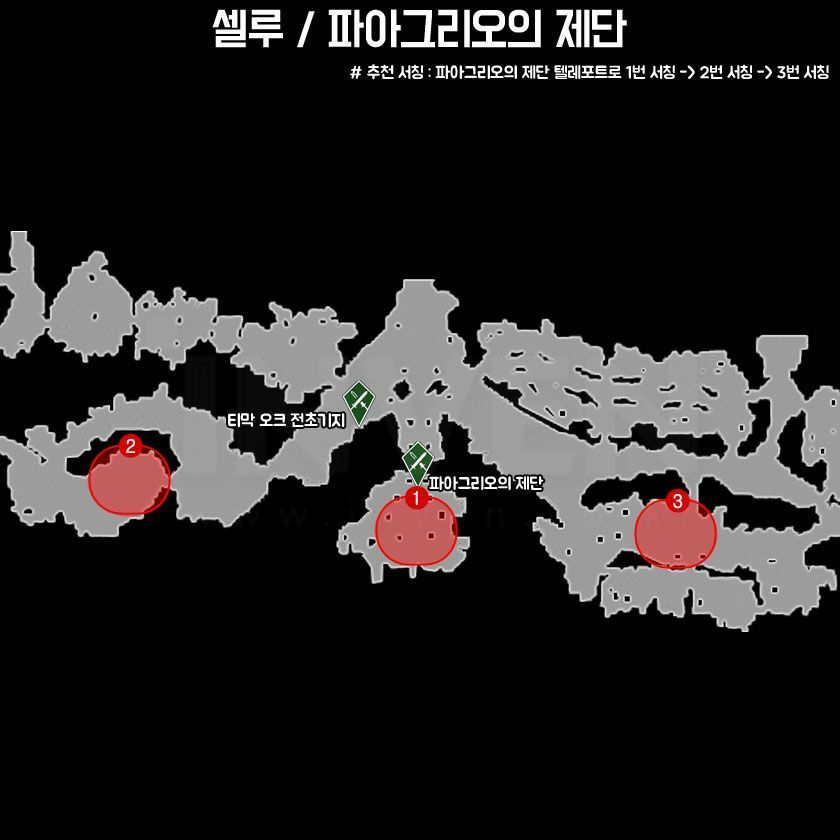 셀루 / 파아그리오의 제단
# 추천 서칭 : 파아그리오의 제단 텔레포트로 1번 서칭 -> 2번 서칭 -> 3번 서칭
티막 오크 전초기지
2
파아그리오의 제단
1
3